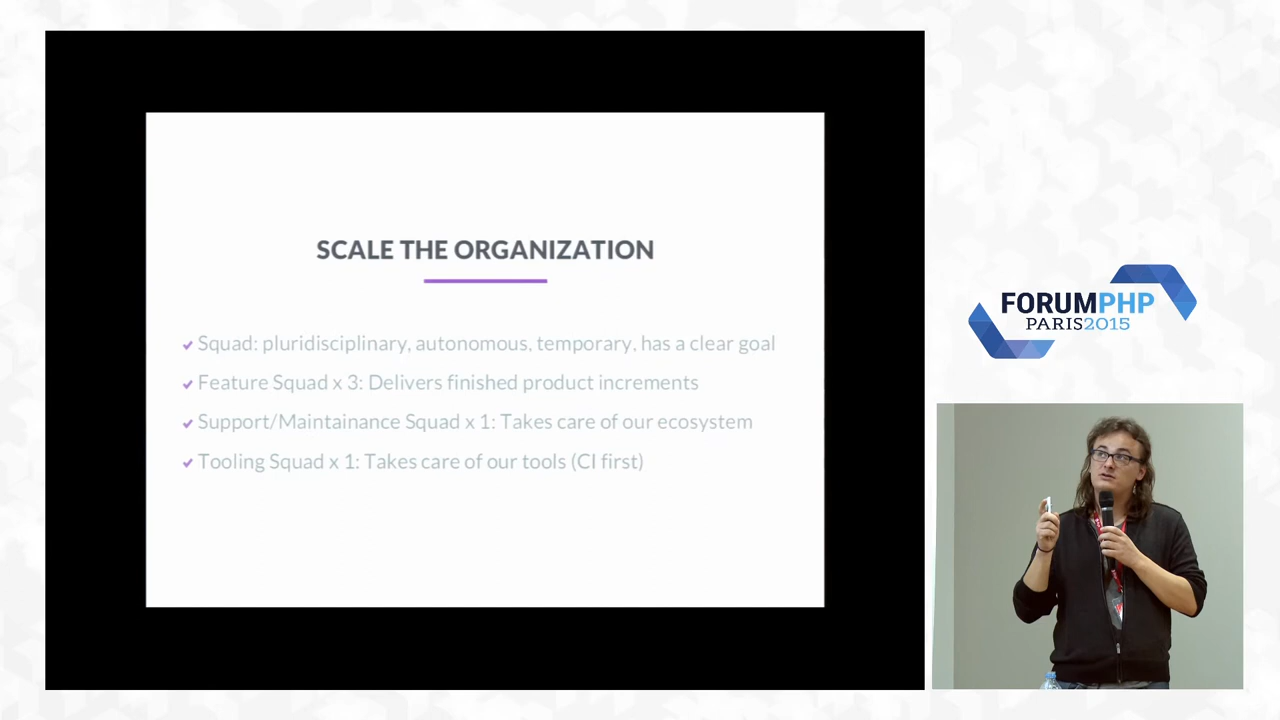 SCALE THE ORGANIZATION
Squad: pluridisciplinary, autonomous, temporary, has a clear goal
Feature Squad x 3: Delivers finished product increments
Support/Maintainance Squad x 1: Takes care of our ecosystem
Tooling Squad x 1: Takes care of our tools (CI first)
FORUMPHP
PARIS2015